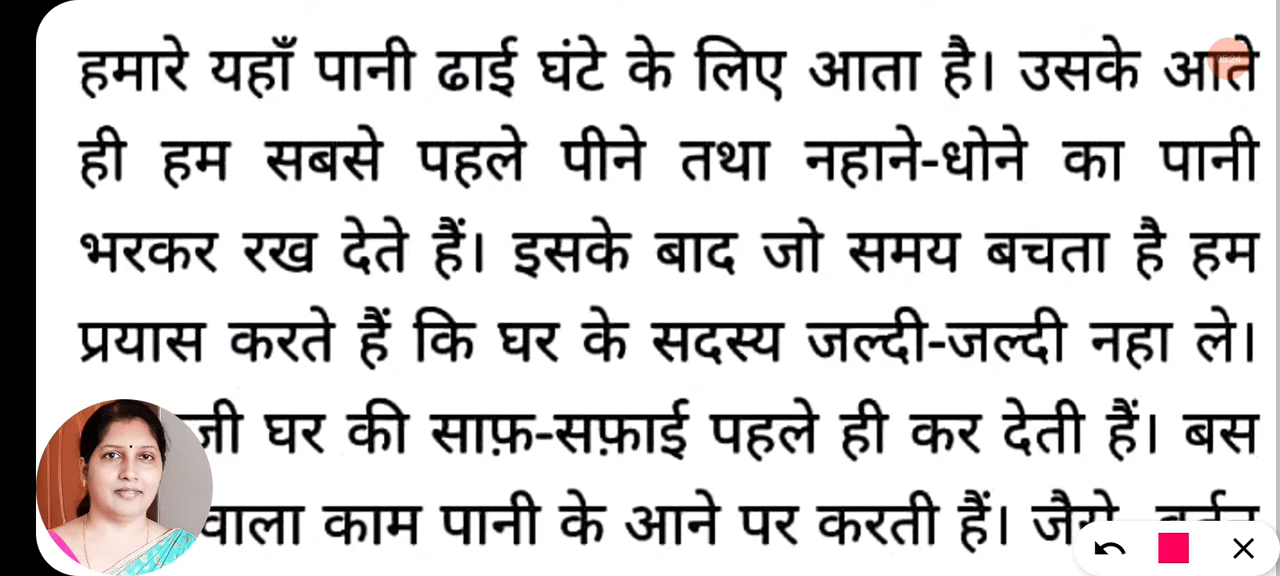 हमारे यहाँ पानी ढाई घंटे के लिए आता है। उसके आते
ही हम सबसे पहले पीने तथा नहाने-धोने का पानी
भरकर रख देते हैं। इसके बाद जो समय बचता है हम
प्रयास करते हैं कि घर के सदस्य जल्दी-जल्दी नहा ले।
जी घर की साफ़-सफ़ाई पहले ही कर देती हैं। बस
वाला काम पानी के आने पर करती हैं।